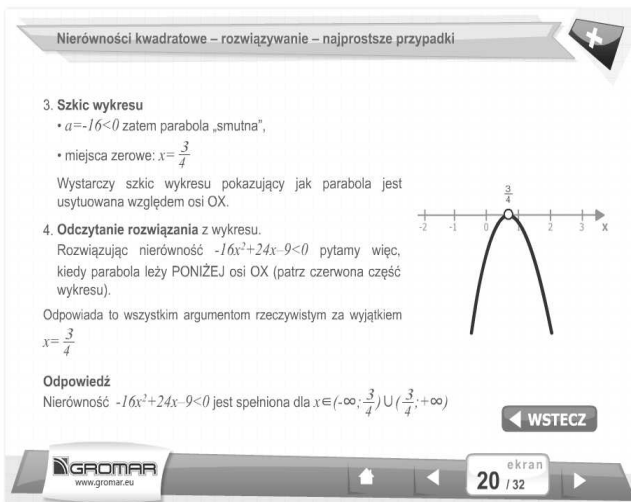 Nierówności kwadratowe – rozwiązywanie – najprostsze przypadki
3. Szkic wykresu
• a=-16<0 zatem parabola „smutna”,
• miejsca zerowe: x=3/4
Wystarczy szkic wykresu pokazujący jak parabola jest
usytuowana względem osi OX.
4. Odczytanie rozwiązania z wykresu.
Rozwiązując nierówność -16x²+24x-9<0 pytamy więc,
kiedy parabola leży PONIŻEJ osi OX (patrz czerwona część
wykresu).
Odpowiada to wszystkim argumentom rzeczywistym za wyjątkiem
x=3/4
Odpowiedź
Nierówność -16x²+24x-9<0 jest spełniona dla x∈(-∞;3/4)∪(3/4;+∞)
3/4
-2 -1 0 2 3 x
WSTECZ
GROMAR
www.gromar.eu
ekran
20 / 32